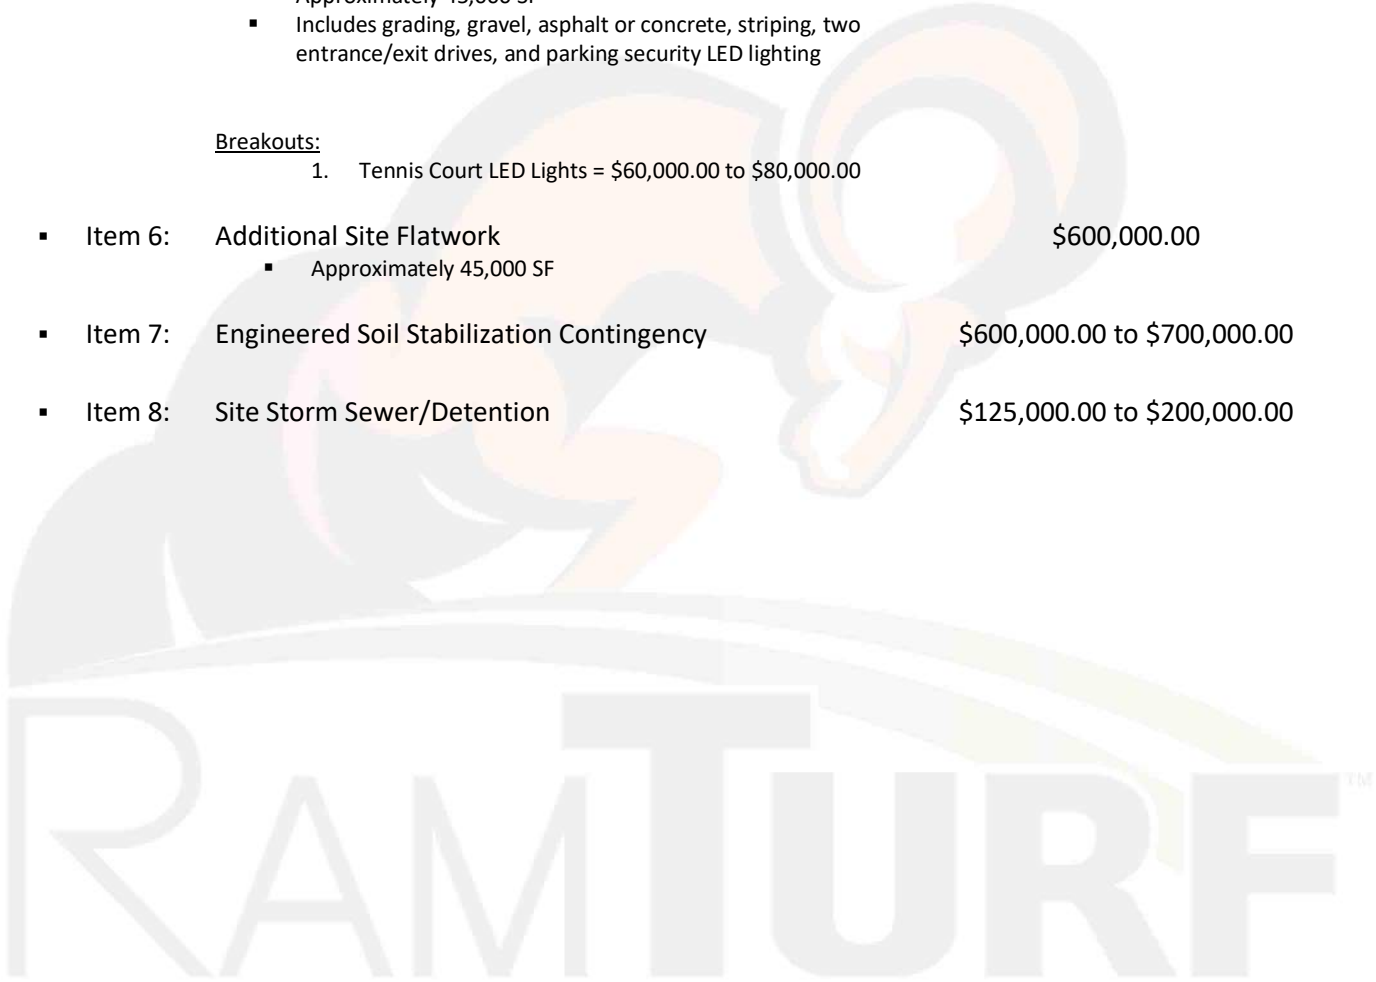 ▪ Includes grading, gravel, asphalt or concrete, striping, two
entrance/exit drives, and parking security LED lighting
Breakouts:
1. Tennis Court LED Lights = $60,000.00 to $80,000.00
▪ Item 6: Additional Site Flatwork $600,000.00
▪ Approximately 45,000 SF
▪ Item 7: Engineered Soil Stabilization Contingency $600,000.00 to $700,000.00
▪ Item 8: Site Storm Sewer/Detention $125,000.00 to $200,000.00
RAMTURF TM